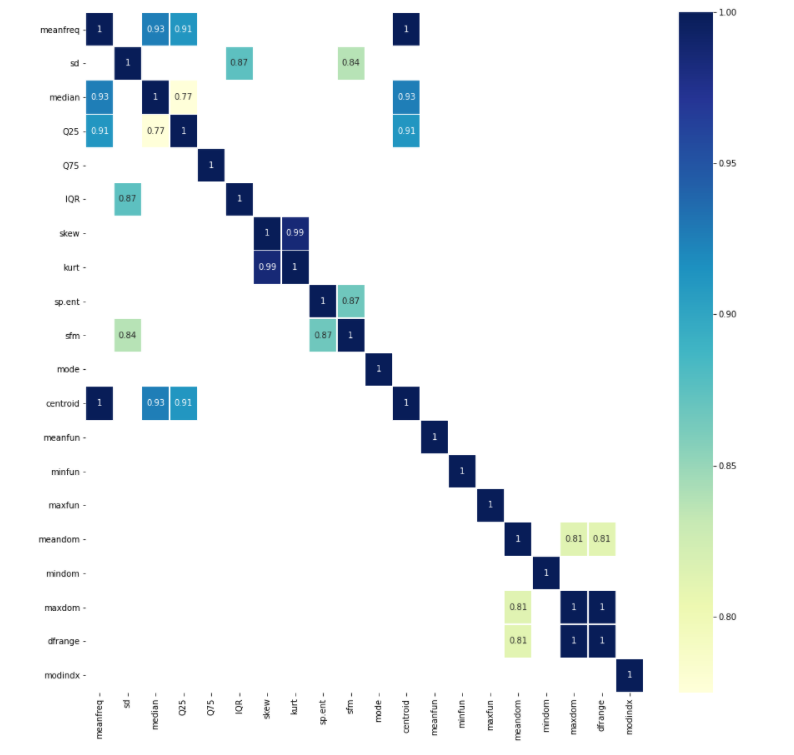 meanfreq 1 0.93 0.91 1
sd 1 0.87 0.84
median 0.93 1 0.77 0.93
Q25 0.91 0.77 1 0.91
Q75 1
IQR 0.87 1
skew 1 0.99
kurt 0.99 1
sp.ent 1 0.87
sfm 0.84 0.87 1
mode 1
centroid 1 0.93 0.91 1
meanfun 1
minfun 1
maxfun 1
meandom 1 0.81 0.81
mindom 1
maxdom 0.81 1 1
dfrange 0.81 1 1
modindx 1
meanfreq
sd
median
Q25
Q75
IQR
skew
kurt
sp.ent
sfm
mode
centroid
meanfun
minfun
maxfun
meandom
mindom
maxdom
dfrange
modindx
1.00
0.95
0.90
0.85
0.80